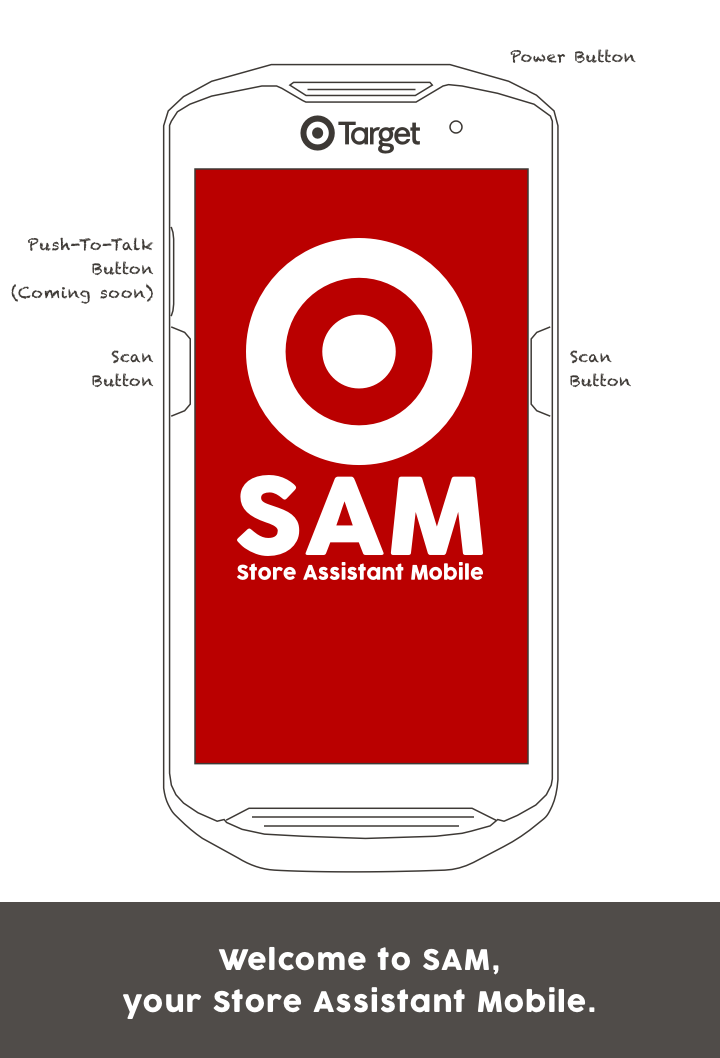 Power Button
Target
Push-To-Talk
Button
(Coming soon)
Scan
Button
Scan
Button
SAM
Store Assistant Mobile
Welcome to SAM,
your Store Assistant Mobile.